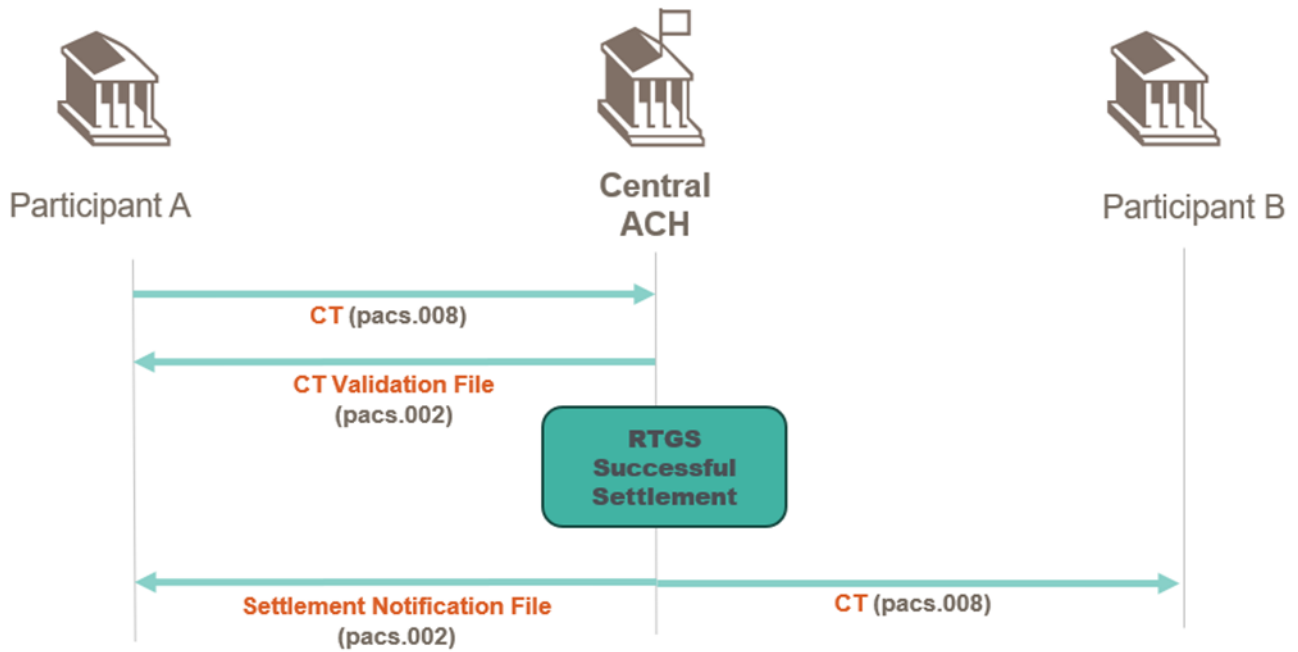 Participant A
Central
ACH
Participant B
CT (pacs.008)
CT Validation File
(pacs.002)
RTGS
Successful
Settlement
Settlement Notification File
(pacs.002)
CT (pacs.008)